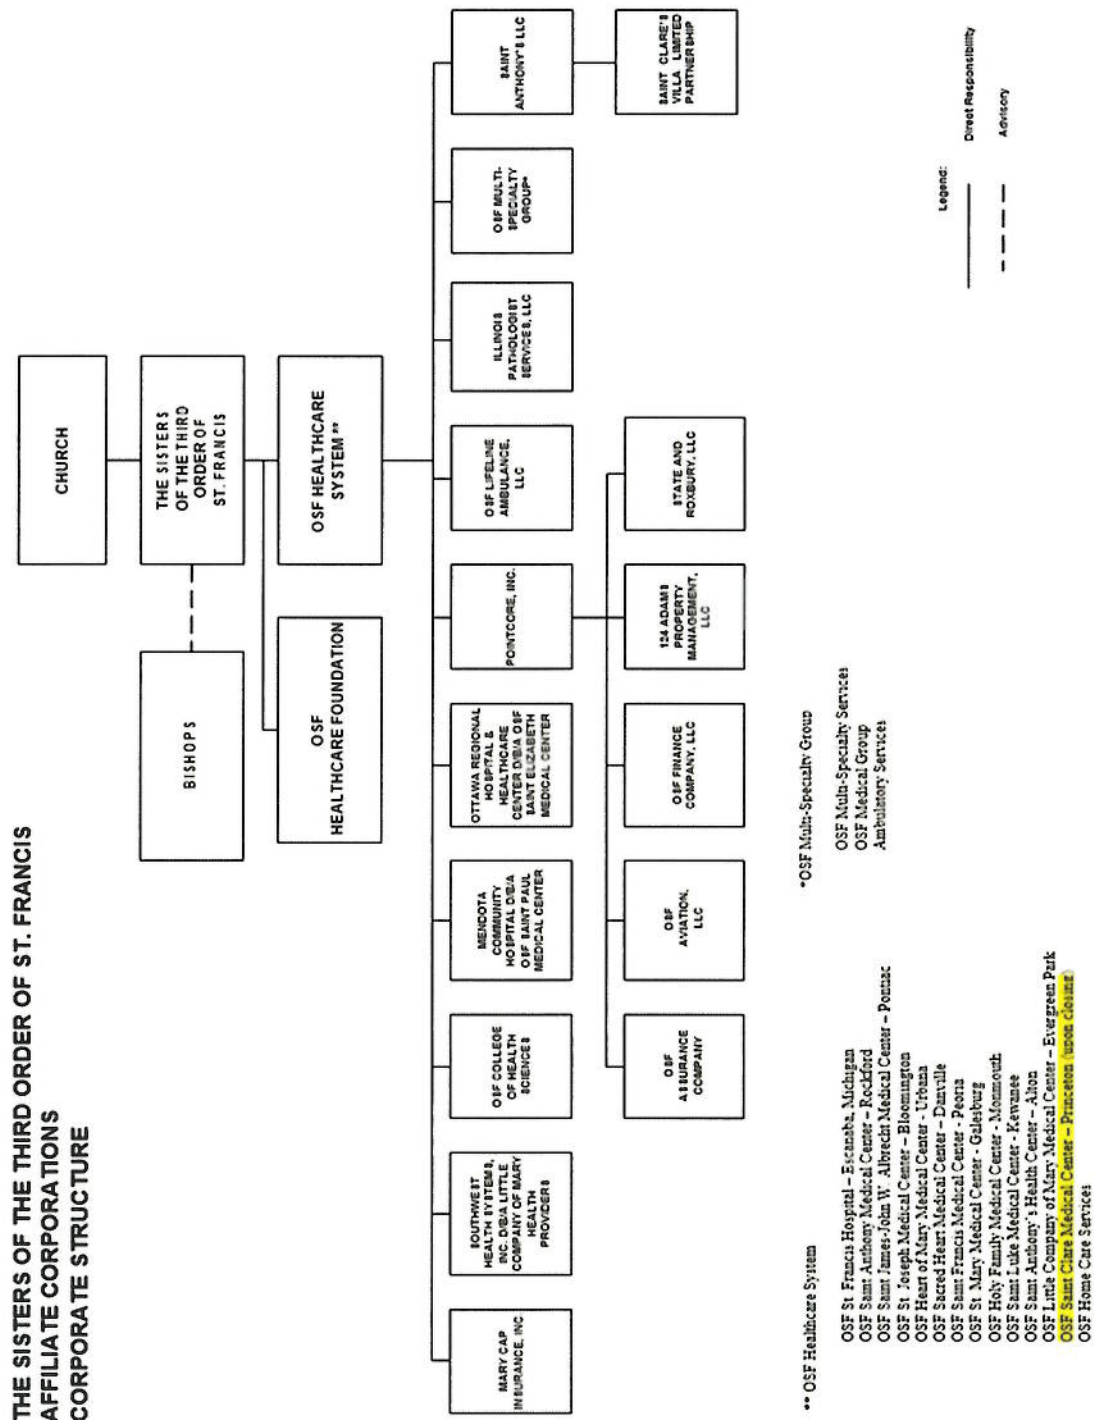 THE SISTERS OF THE THIRD ORDER OF ST. FRANCIS
AFFILIATE CORPORATIONS
CORPORATE STRUCTURE
CHURCH
BISHOPS
THE SISTERS
OF THE THIRD
ORDER OF
ST. FRANCIS
OSF
HEALTHCARE FOUNDATION
OSF HEALTHCARE
SYSTEM **
MARY CAP
INSURANCE, INC
SOUTHWEST
HEALTH SYSTEMS,
INC. D/B/A LITTLE
COMPANY OF MARY
HEALTH
PROVIDERS
OSF COLLEGE
OF HEALTH
SCIENCES
MENDOTA
COMMUNITY
HOSPITAL D/B/A
OSF SAINT PAUL
MEDICAL CENTER
OTTAWA REGIONAL
HOSPITAL &
HEALTHCARE
CENTER D/B/A OSF
SAINT ELIZABETH
MEDICAL CENTER
POINTCORE, INC.
OSF LIFELINE
AMBULANCE,
LLC
ILLINOIS
PATHOLOGIST
SERVICES, LLC
OSF MULTI-
SPECIALTY
GROUP*
SAINT
ANTHONY'S LLC
OSF
ASSURANCE
COMPANY
OSF
AVIATION,
LLC
OSF FINANCE
COMPANY, LLC
124 ADAMS
PROPERTY
MANAGEMENT,
LLC
STATE AND
ROXBURY, LLC
SAINT CLARE'S
VILLA LIMITED
PARTNERSHIP
** OSF Healthcare System
OSF St. Francis Hospital – Escanaba, Michigan
OSF Saint Anthony Medical Center – Rockford
OSF Saint James-John W. Albrecht Medical Center – Pontiac
OSF St. Joseph Medical Center – Bloomington
OSF Heart of Mary Medical Center - Urbana
OSF Sacred Heart Medical Center – Danville
OSF Saint Francis Medical Center - Peoria
OSF St. Mary Medical Center - Galesburg
OSF Holy Family Medical Center - Monmouth
OSF Saint Luke Medical Center - Kewanee
OSF Saint Anthony's Health Center – Alton
OSF Little Company of Mary Medical Center – Evergreen Park
OSF Saint Clare Medical Center – Princeton (upon closing)
OSF Home Care Services
*OSF Multi-Specialty Group
OSF Multi-Specialty Services
OSF Medical Group
Ambulatory Services
Legend:
Direct Responsibility
Advisory